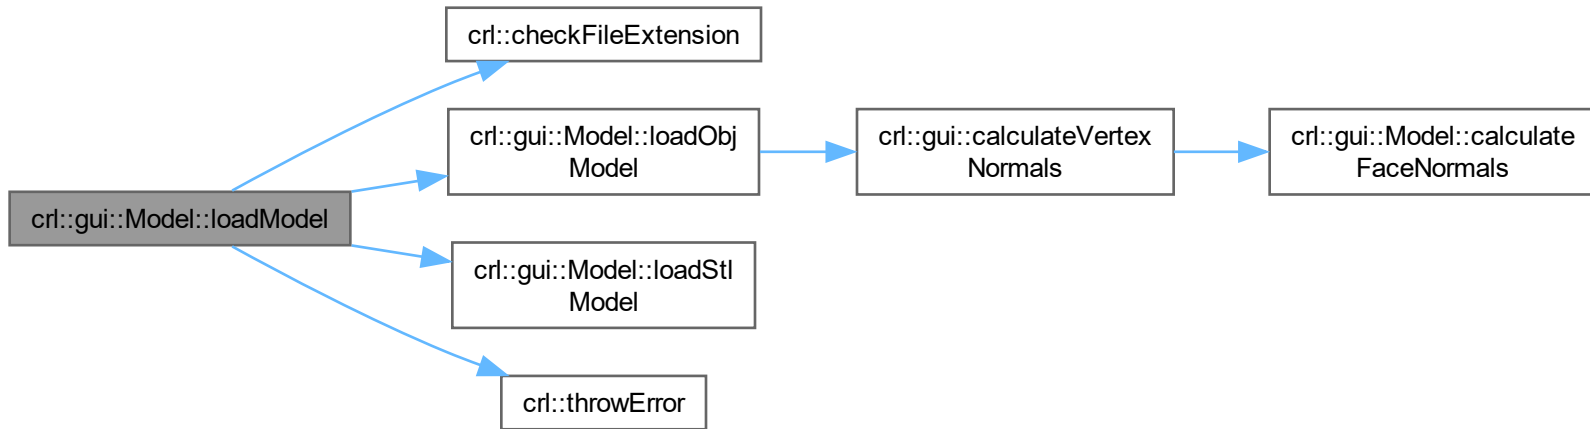 crl::checkFileExtension
crl::gui::Model::loadObj
Model
crl::gui::calculateVertex
Normals
crl::gui::Model::calculate
FaceNormals
crl::gui::Model::loadModel
crl::gui::Model::loadStl
Model
crl::throwError